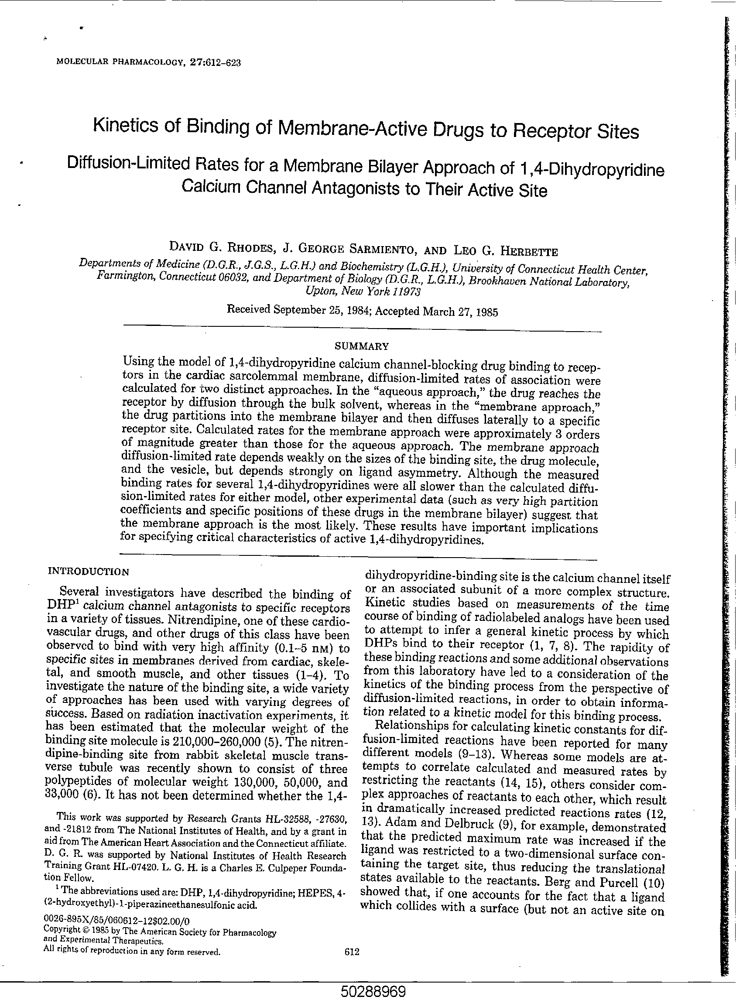 MOLECULAR PHARMACOLOGY, 27:612–623
Kinetics of Binding of Membrane-Active Drugs to Receptor Sites
Diffusion-Limited Rates for a Membrane Bilayer Approach of 1,4-Dihydropyridine
Calcium Channel Antagonists to Their Active Site
DAVID G. RHODES, J. GEORGE SARMIENTO, AND LEO G. HERBETTE
Departments of Medicine (D.G.R., J.G.S., L.G.H.) and Biochemistry (L.G.H.), University of Connecticut Health Center,
Farmington, Connecticut 06032, and Department of Biology (D.G.R., L.G.H.), Brookhaven National Laboratory,
Upton, New York 11973
Received September 25, 1984; Accepted March 27, 1985
SUMMARY
Using the model of 1,4-dihydropyridine calcium channel-blocking drug binding to recep-
tors in the cardiac sarcolemmal membrane, diffusion-limited rates of association were
calculated for two distinct approaches. In the “aqueous approach,” the drug reaches the
receptor by diffusion through the bulk solvent, whereas in the “membrane approach,”
the drug partitions into the membrane bilayer and then diffuses laterally to a specific
receptor site. Calculated rates for the membrane approach were approximately 3 orders
of magnitude greater than those for the aqueous approach. The membrane approach
diffusion-limited rate depends weakly on the sizes of the binding site, the drug molecule,
and the vesicle, but depends strongly on ligand asymmetry. Although the measured
binding rates for several 1,4-dihydropyridines were all slower than the calculated diffu-
sion-limited rates for either model, other experimental data (such as very high partition
coefficients and specific positions of these drugs in the membrane bilayer) suggest that
the membrane approach is the most likely. These results have important implications
for specifying critical characteristics of active 1,4-dihydropyridines.
INTRODUCTION
Several investigators have described the binding of
DHP¹ calcium channel antagonists to specific receptors
in a variety of tissues. Nitrendipine, one of these cardio-
vascular drugs, and other drugs of this class have been
observed to bind with very high affinity (0.1–5 nM) to
specific sites in membranes derived from cardiac, skele-
tal, and smooth muscle, and other tissues (1–4). To
investigate the nature of the binding site, a wide variety
of approaches has been used with varying degrees of
success. Based on radiation inactivation experiments, it
has been estimated that the molecular weight of the
binding site molecule is 210,000–260,000 (5). The nitren-
dipine-binding site from rabbit skeletal muscle trans-
verse tubule was recently shown to consist of three
polypeptides of molecular weight 130,000, 50,000, and
33,000 (6). It has not been determined whether the 1,4-
This work was supported by Research Grants HL-32588, -27630,
and -21812 from The National Institutes of Health, and by a grant in
aid from The American Heart Association and the Connecticut affiliate.
D. G. R. was supported by National Institutes of Health Research
Training Grant HL-07420. L. G. H. is a Charles E. Culpeper Founda-
tion Fellow.
¹ The abbreviations used are: DHP, 1,4-dihydropyridine; HEPES, 4-
(2-hydroxyethyl)-1-piperazineethanesulfonic acid.
0026-895X/85/060612-12$02.00/0
Copyright © 1985 by The American Society for Pharmacology
and Experimental Therapeutics.
All rights of reproduction in any form reserved.
dihydropyridine-binding site is the calcium channel itself
or an associated subunit of a more complex structure.
Kinetic studies based on measurements of the time
course of binding of radiolabeled analogs have been used
to attempt to infer a general kinetic process by which
DHPs bind to their receptor (1, 7, 8). The rapidity of
these binding reactions and some additional observations
from this laboratory have led to a consideration of the
kinetics of the binding process from the perspective of
diffusion-limited reactions, in order to obtain informa-
tion related to a kinetic model for this binding process.
Relationships for calculating kinetic constants for dif-
fusion-limited reactions have been reported for many
different models (9–13). Whereas some models are at-
tempts to correlate calculated and measured rates by
restricting the reactants (14, 15), others consider com-
plex approaches of reactants to each other, which result
in dramatically increased predicted reactions rates (12,
13). Adam and Delbruck (9), for example, demonstrated
that the predicted maximum rate was increased if the
ligand was restricted to a two-dimensional surface con-
taining the target site, thus reducing the translational
states available to the reactants. Berg and Purcell (10)
showed that, if one accounts for the fact that a ligand
which collides with a surface (but not an active site on
612
50288969